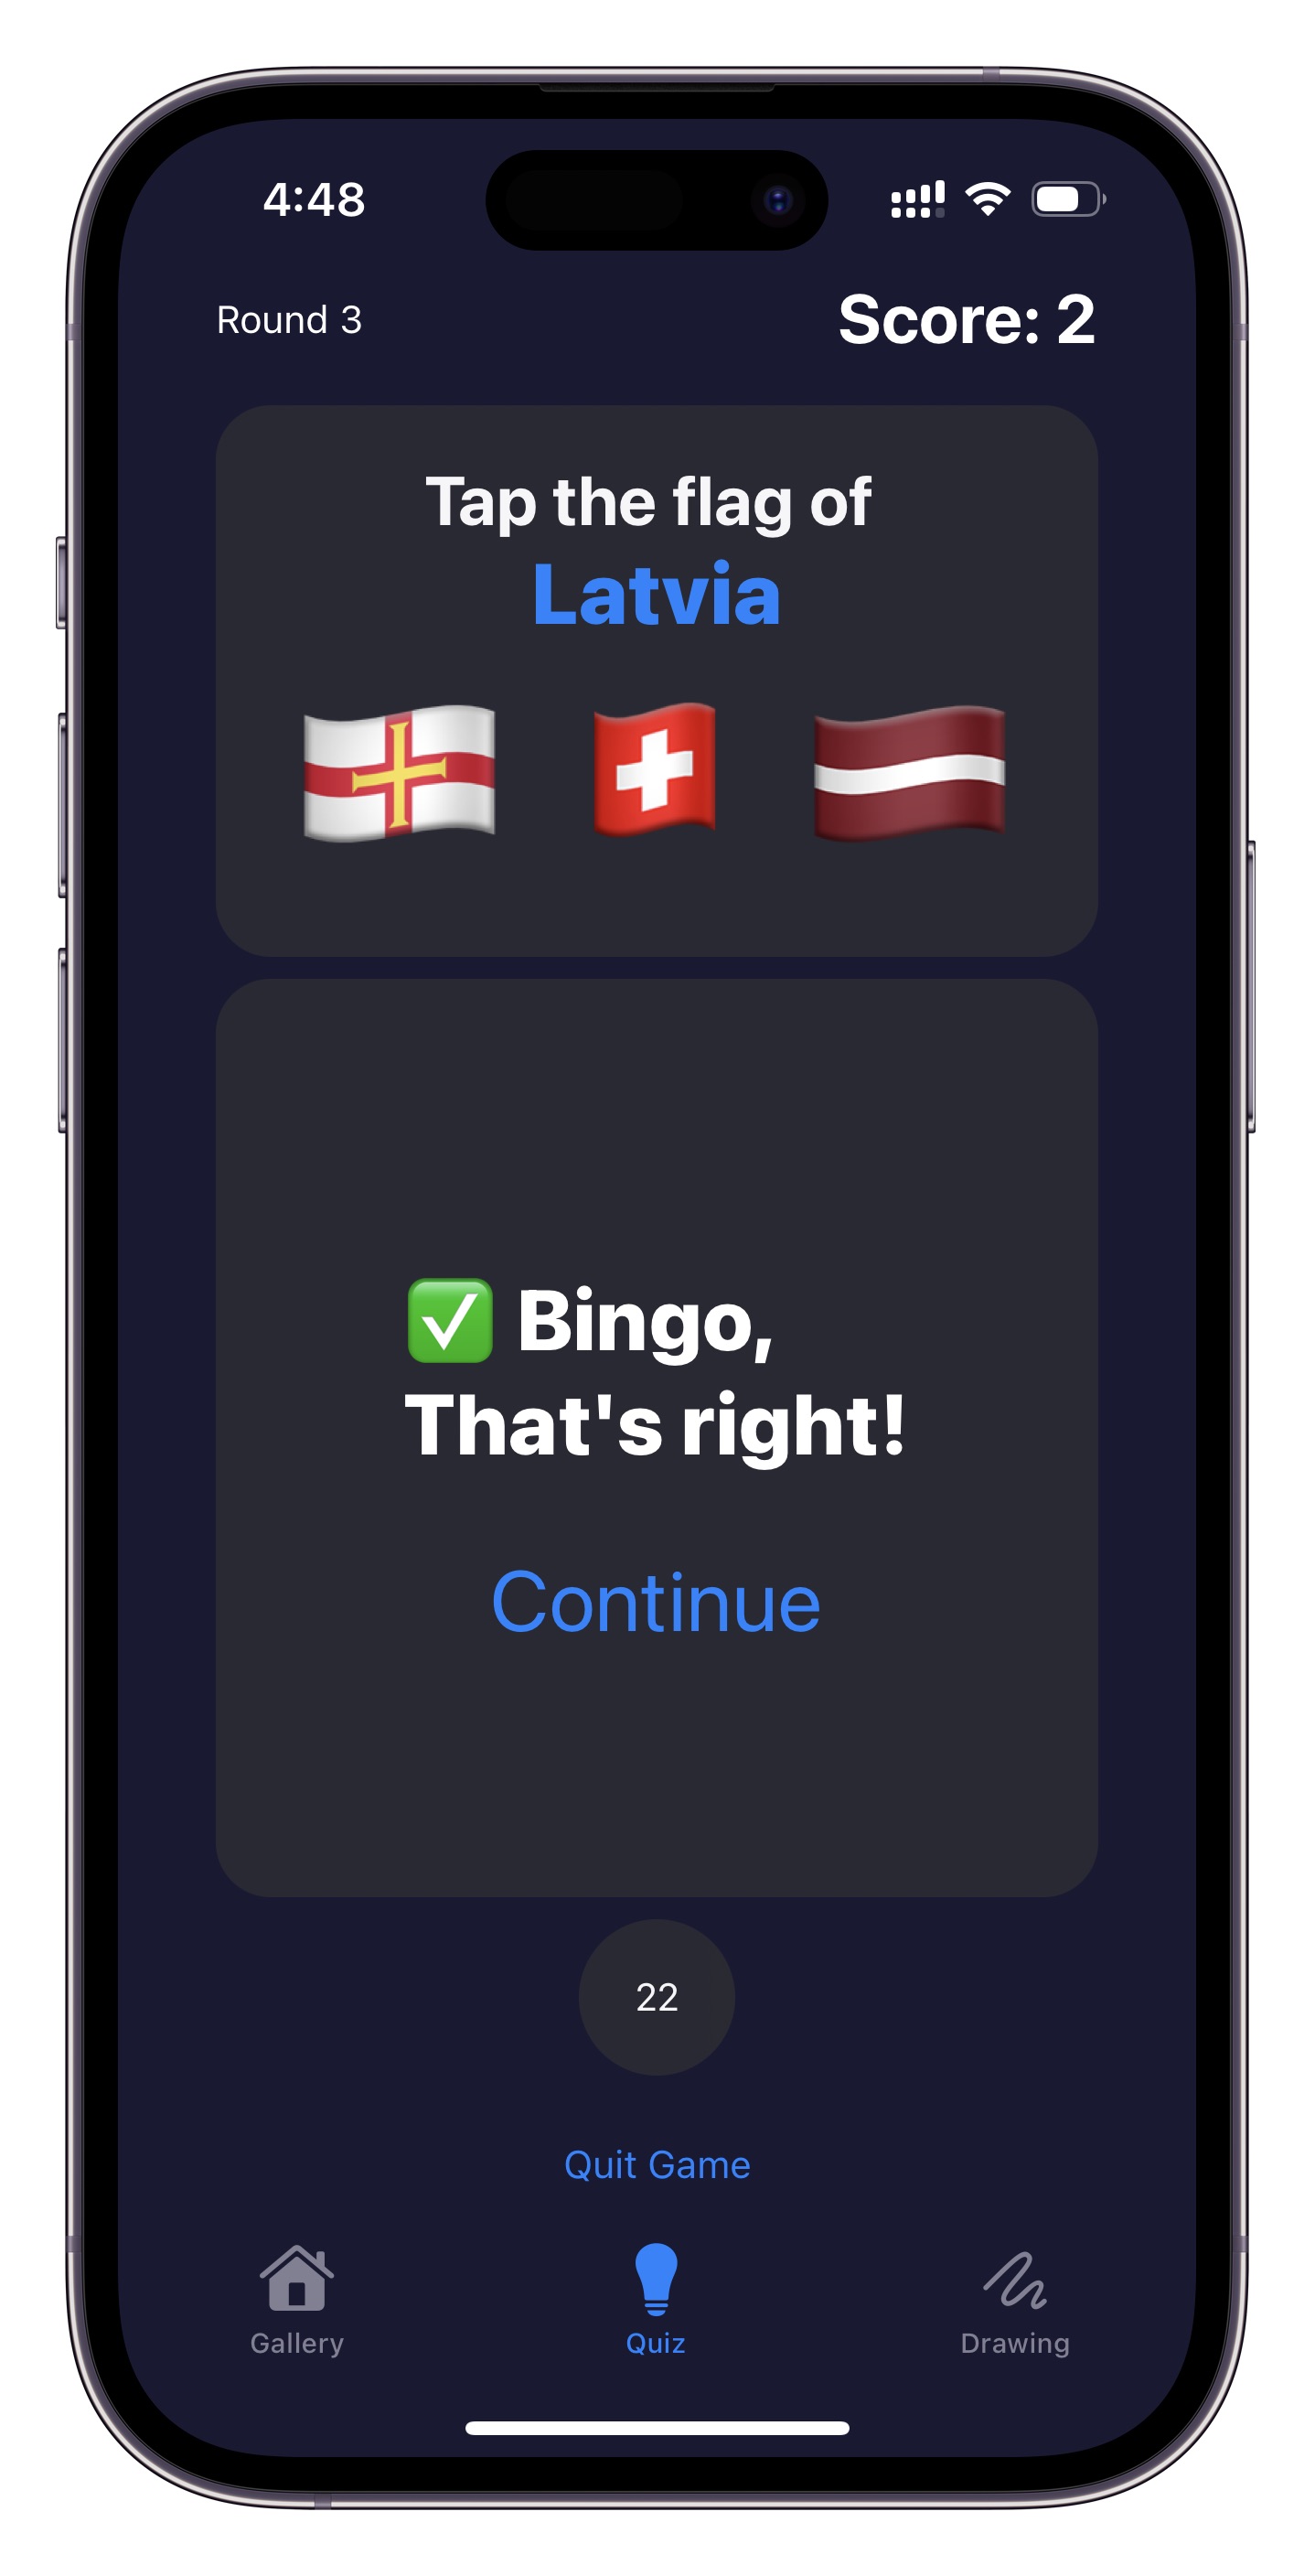 4:48
Round 3
Score: 2
Tap the flag of
Latvia
✅ Bingo,
That's right!
Continue
22
Quit Game
Gallery
Quiz
Drawing